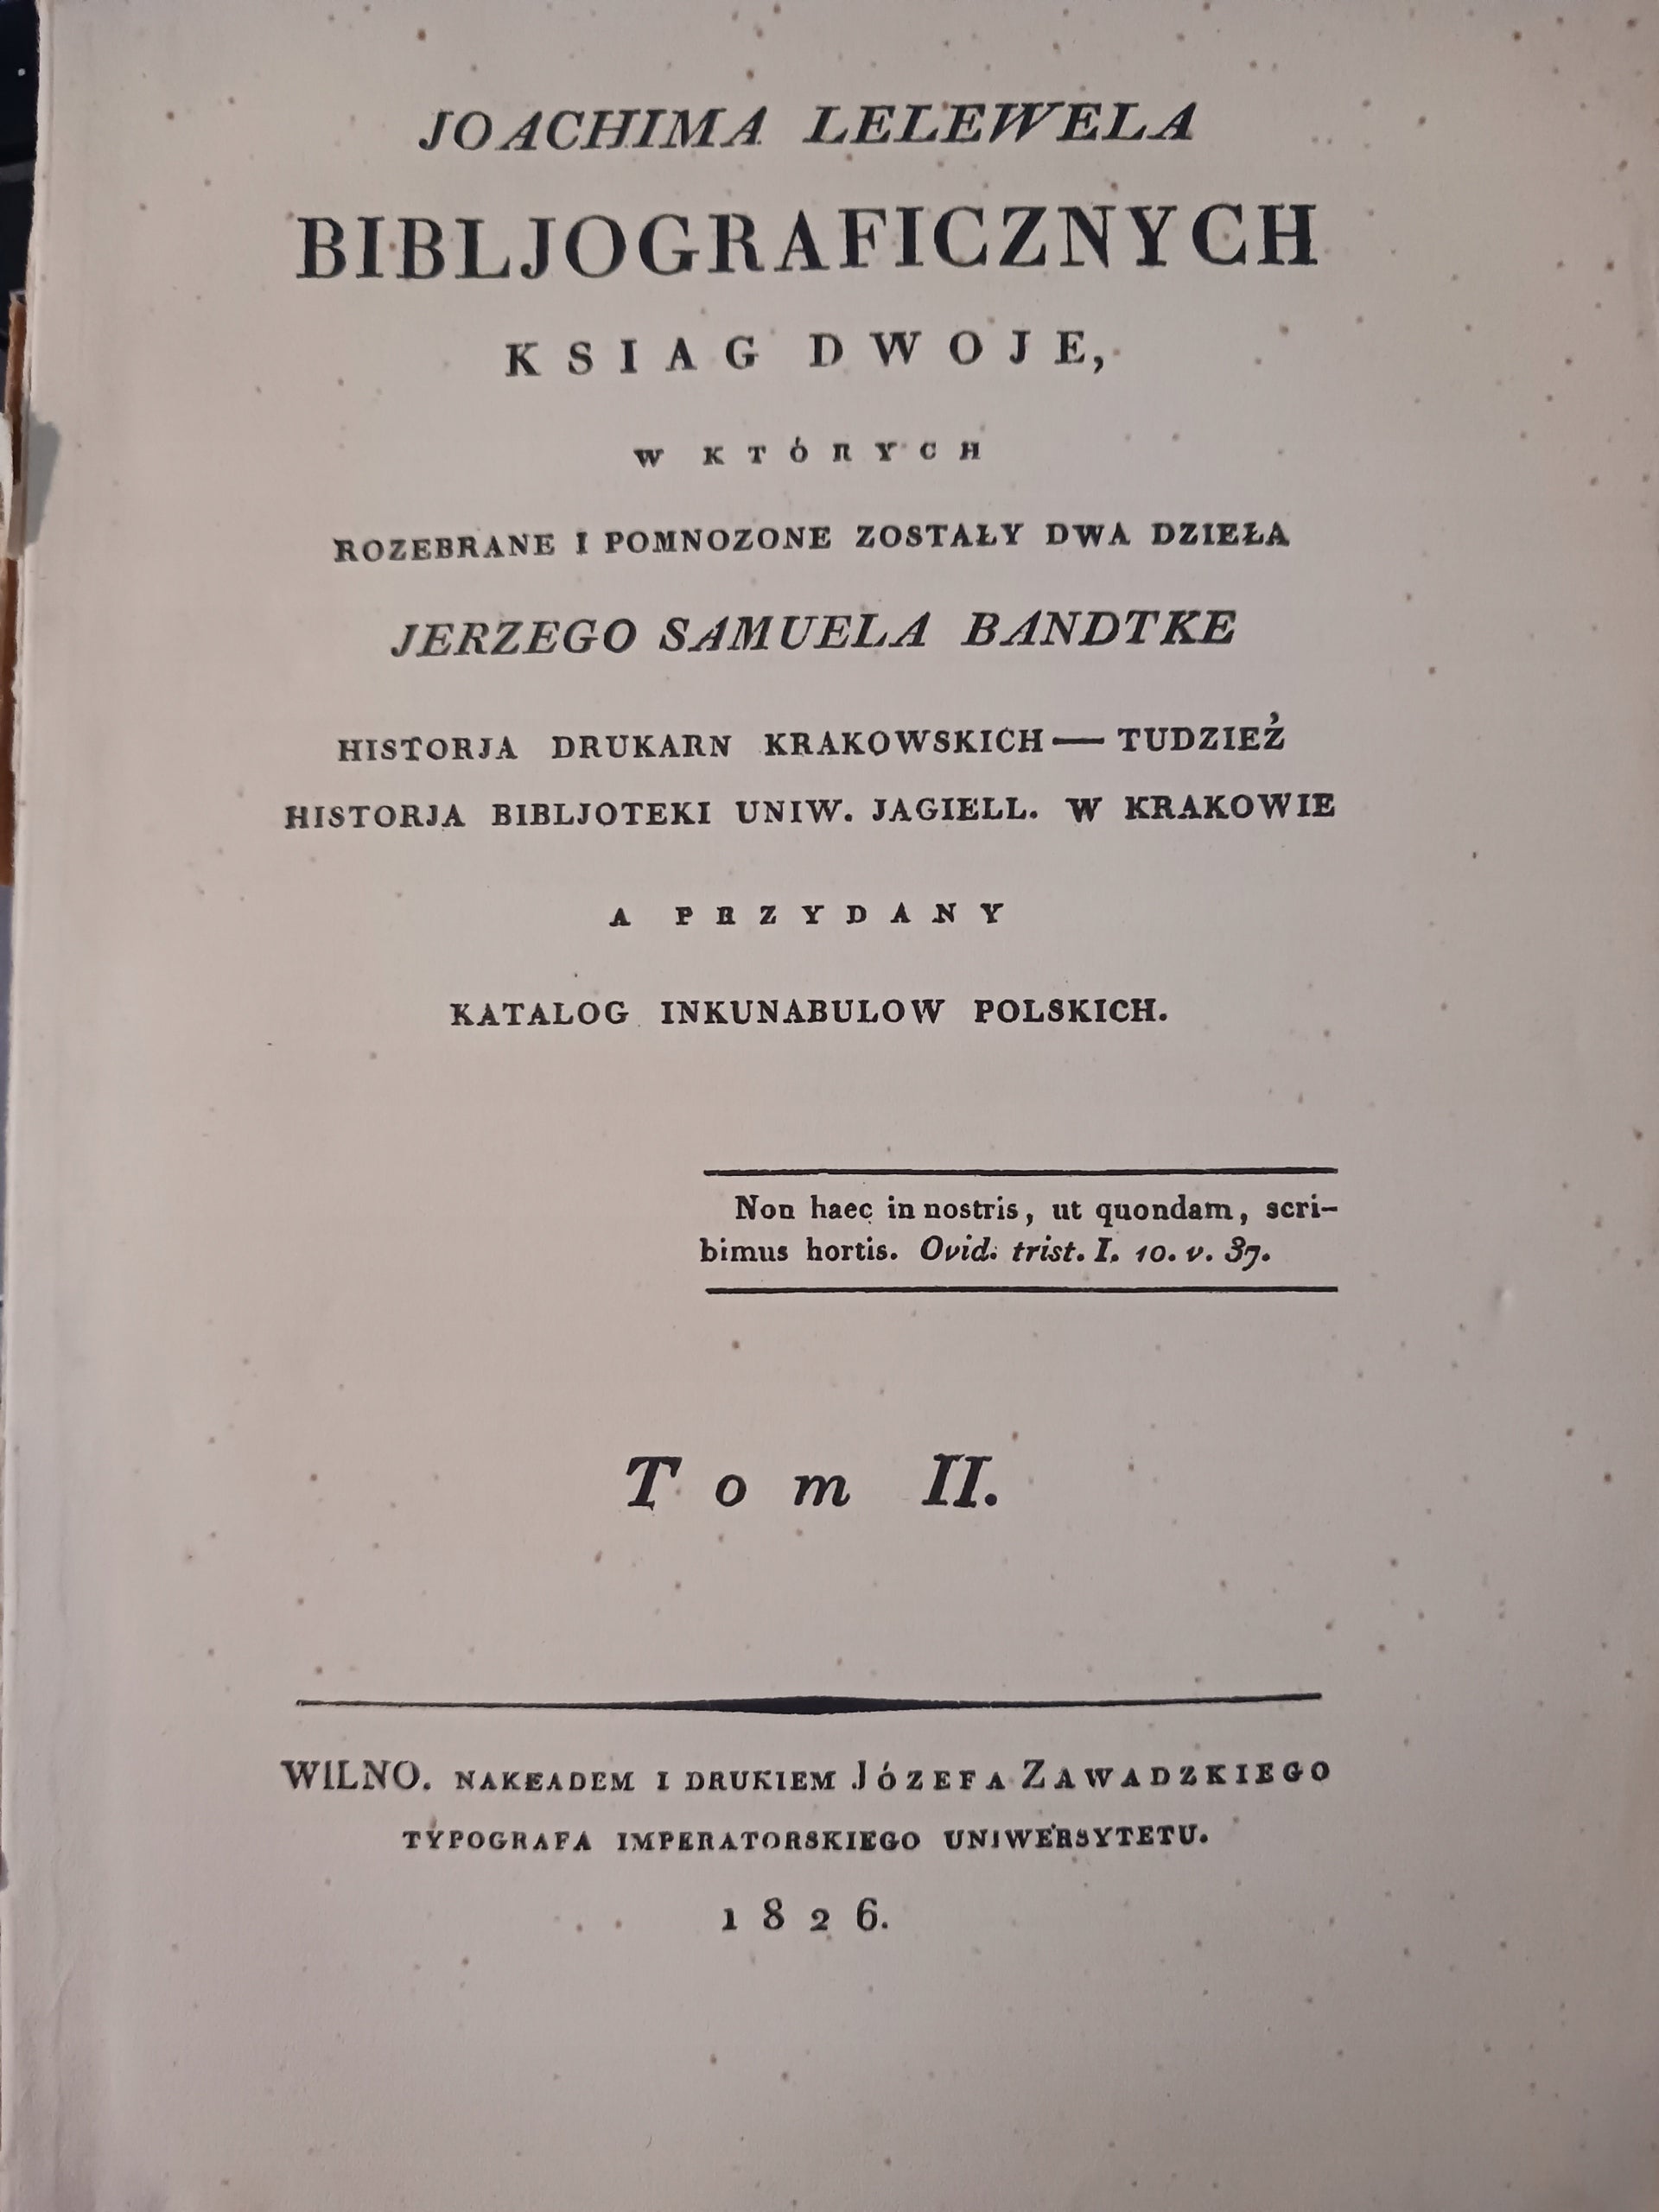 JOACHIMA LELEWELA
BIBLJOGRAFICZNYCH
KSIAG DWOJE,
W KTÓRYCH
ROZEBRANE I POMNOZONE ZOSTAŁY DWA DZIEŁA
JERZEGO SAMUELA BANDTKE
HISTORJA DRUKARN KRAKOWSKICH — TUDZIEŻ
HISTORJA BIBLJOTEKI UNIW. JAGIELL. W KRAKOWIE
A PRZYDANY
KATALOG INKUNABULOW POLSKICH.
Non haec in nostris, ut quondam, scri-
bimus hortis. Ovid. trist. I. 10. v. 37.
Tom II.
WILNO. NAKŁADEM I DRUKIEM JÓZEFA ZAWADZKIEGO
TYPOGRAFA IMPERATORSKIEGO UNIWERSYTETU.
1826.